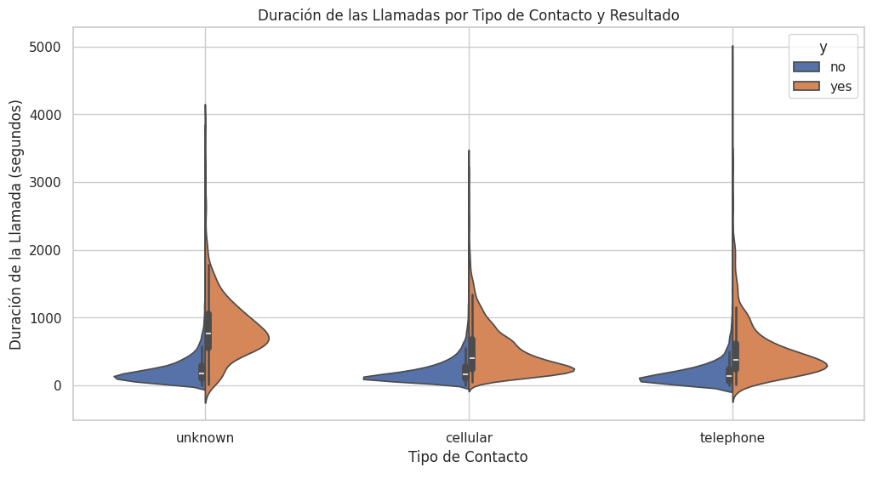 Duración de las Llamadas por Tipo de Contacto y Resultado
y
no
yes
5000
4000
3000
2000
1000
0
Duración de la Llamada (segundos)
unknown
cellular
telephone
Tipo de Contacto